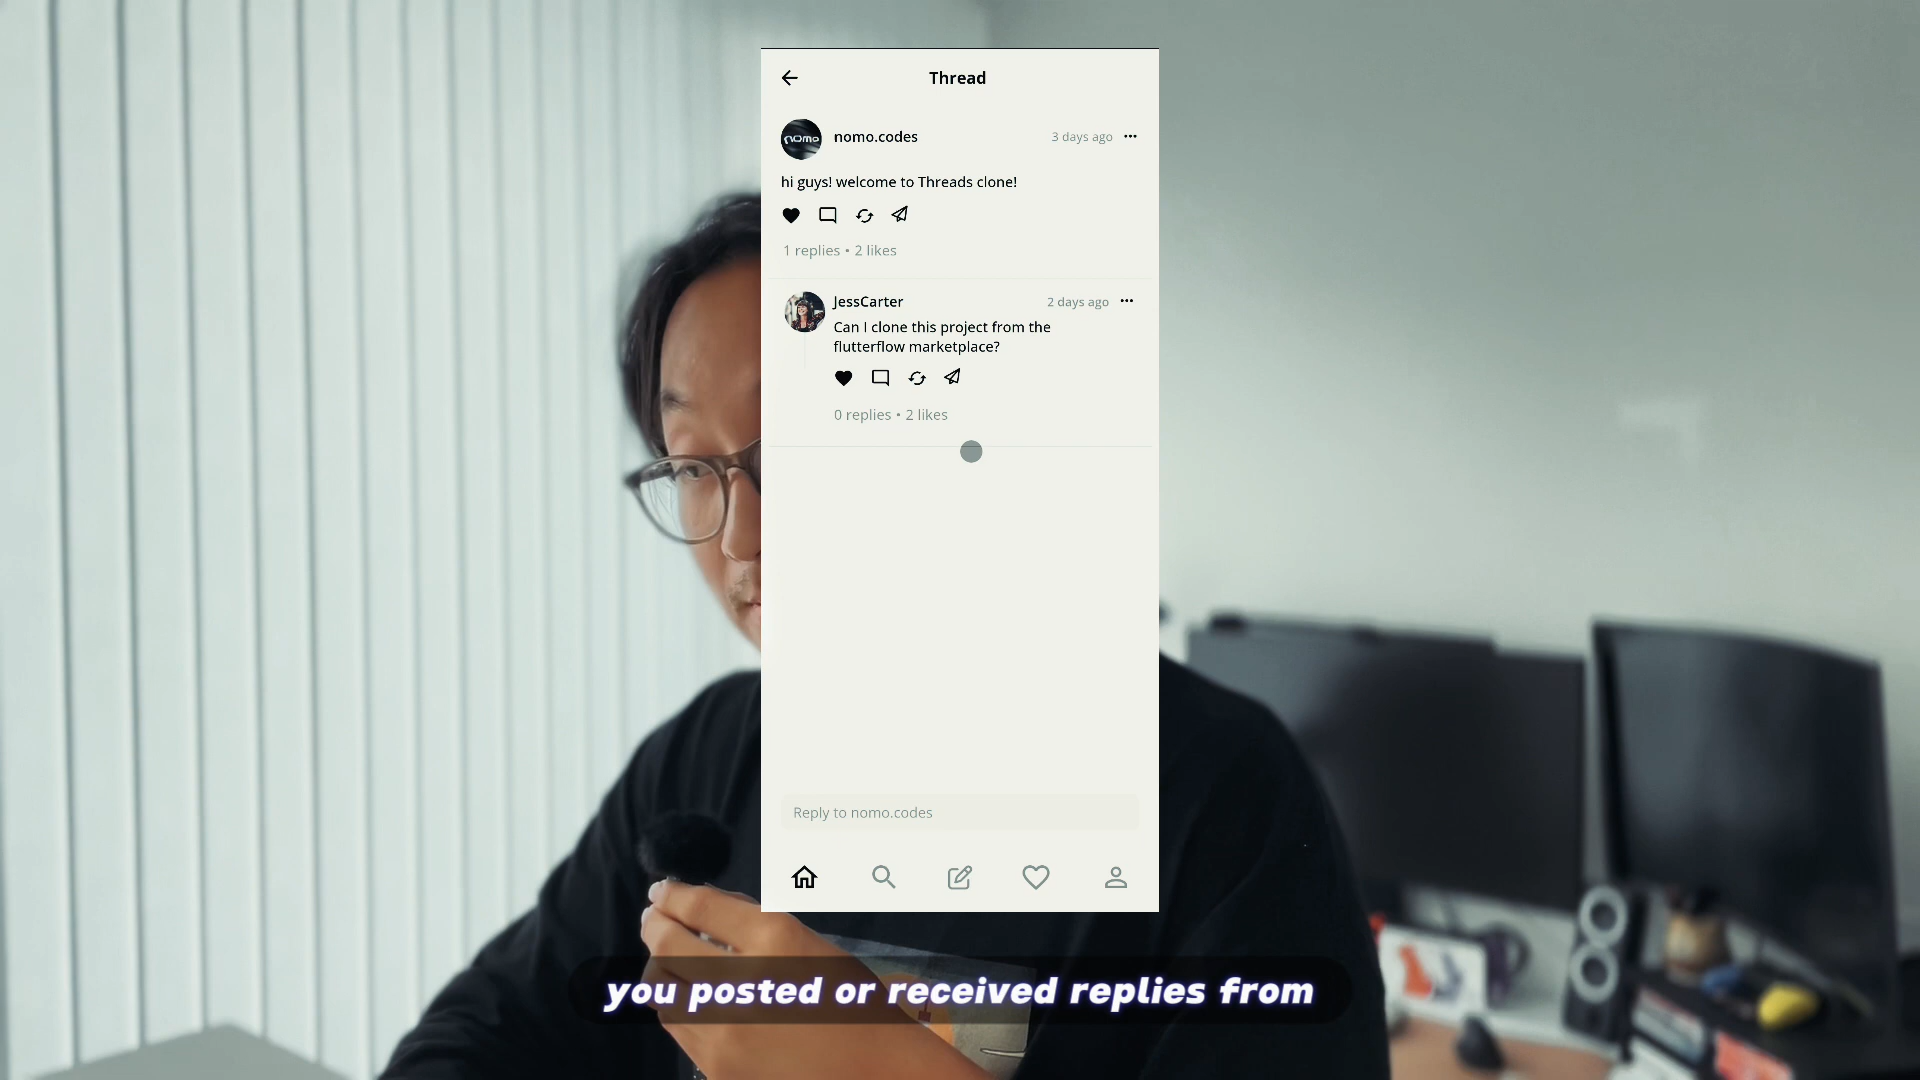 Thread
nomo
nomo.codes
3 days ago
hi guys! welcome to Threads clone!
1 replies • 2 likes
JessCarter
2 days ago
Can I clone this project from the
flutterflow marketplace?
0 replies • 2 likes
Reply to nomo.codes
you posted or received replies from